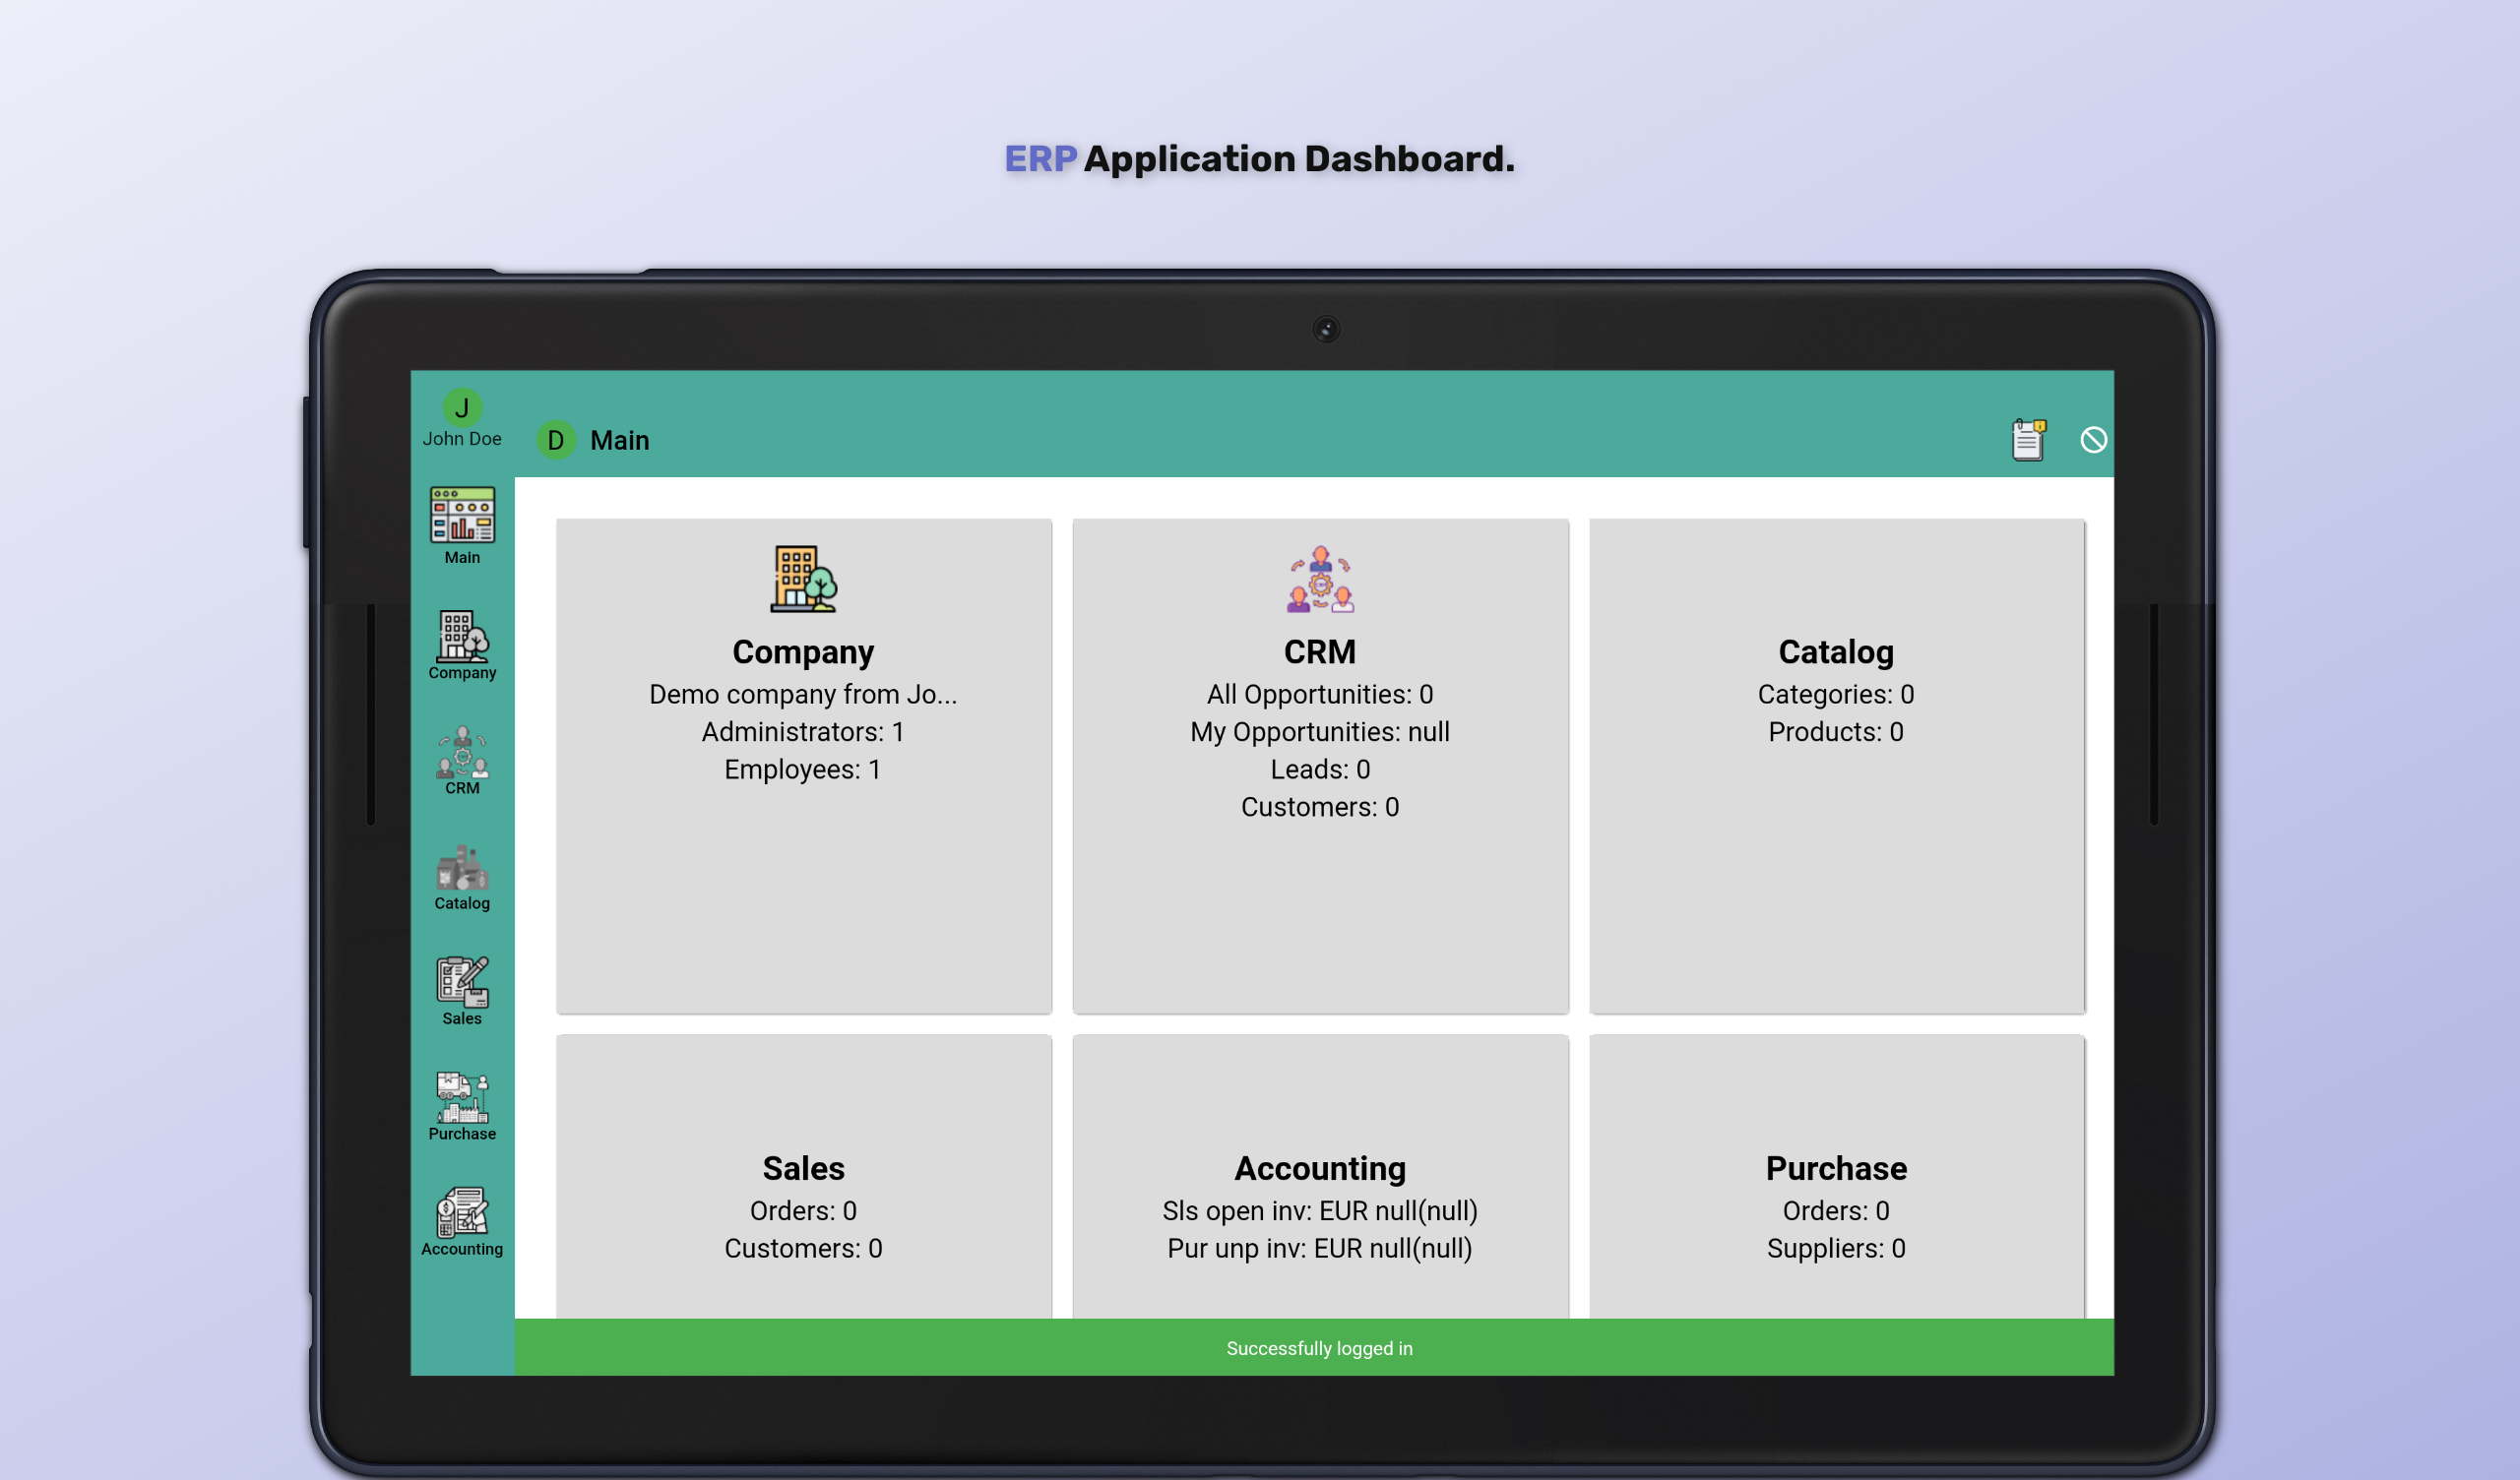 ERP Application Dashboard.
J
John Doe
D Main
Main
Company
CRM
Catalog
Sales
Purchase
Accounting
Company
Demo company from Jo...
Administrators: 1
Employees: 1
CRM
All Opportunities: 0
My Opportunities: null
Leads: 0
Customers: 0
Catalog
Categories: 0
Products: 0
Sales
Orders: 0
Customers: 0
Accounting
Sls open inv: EUR null(null)
Pur unp inv: EUR null(null)
Purchase
Orders: 0
Suppliers: 0
Successfully logged in